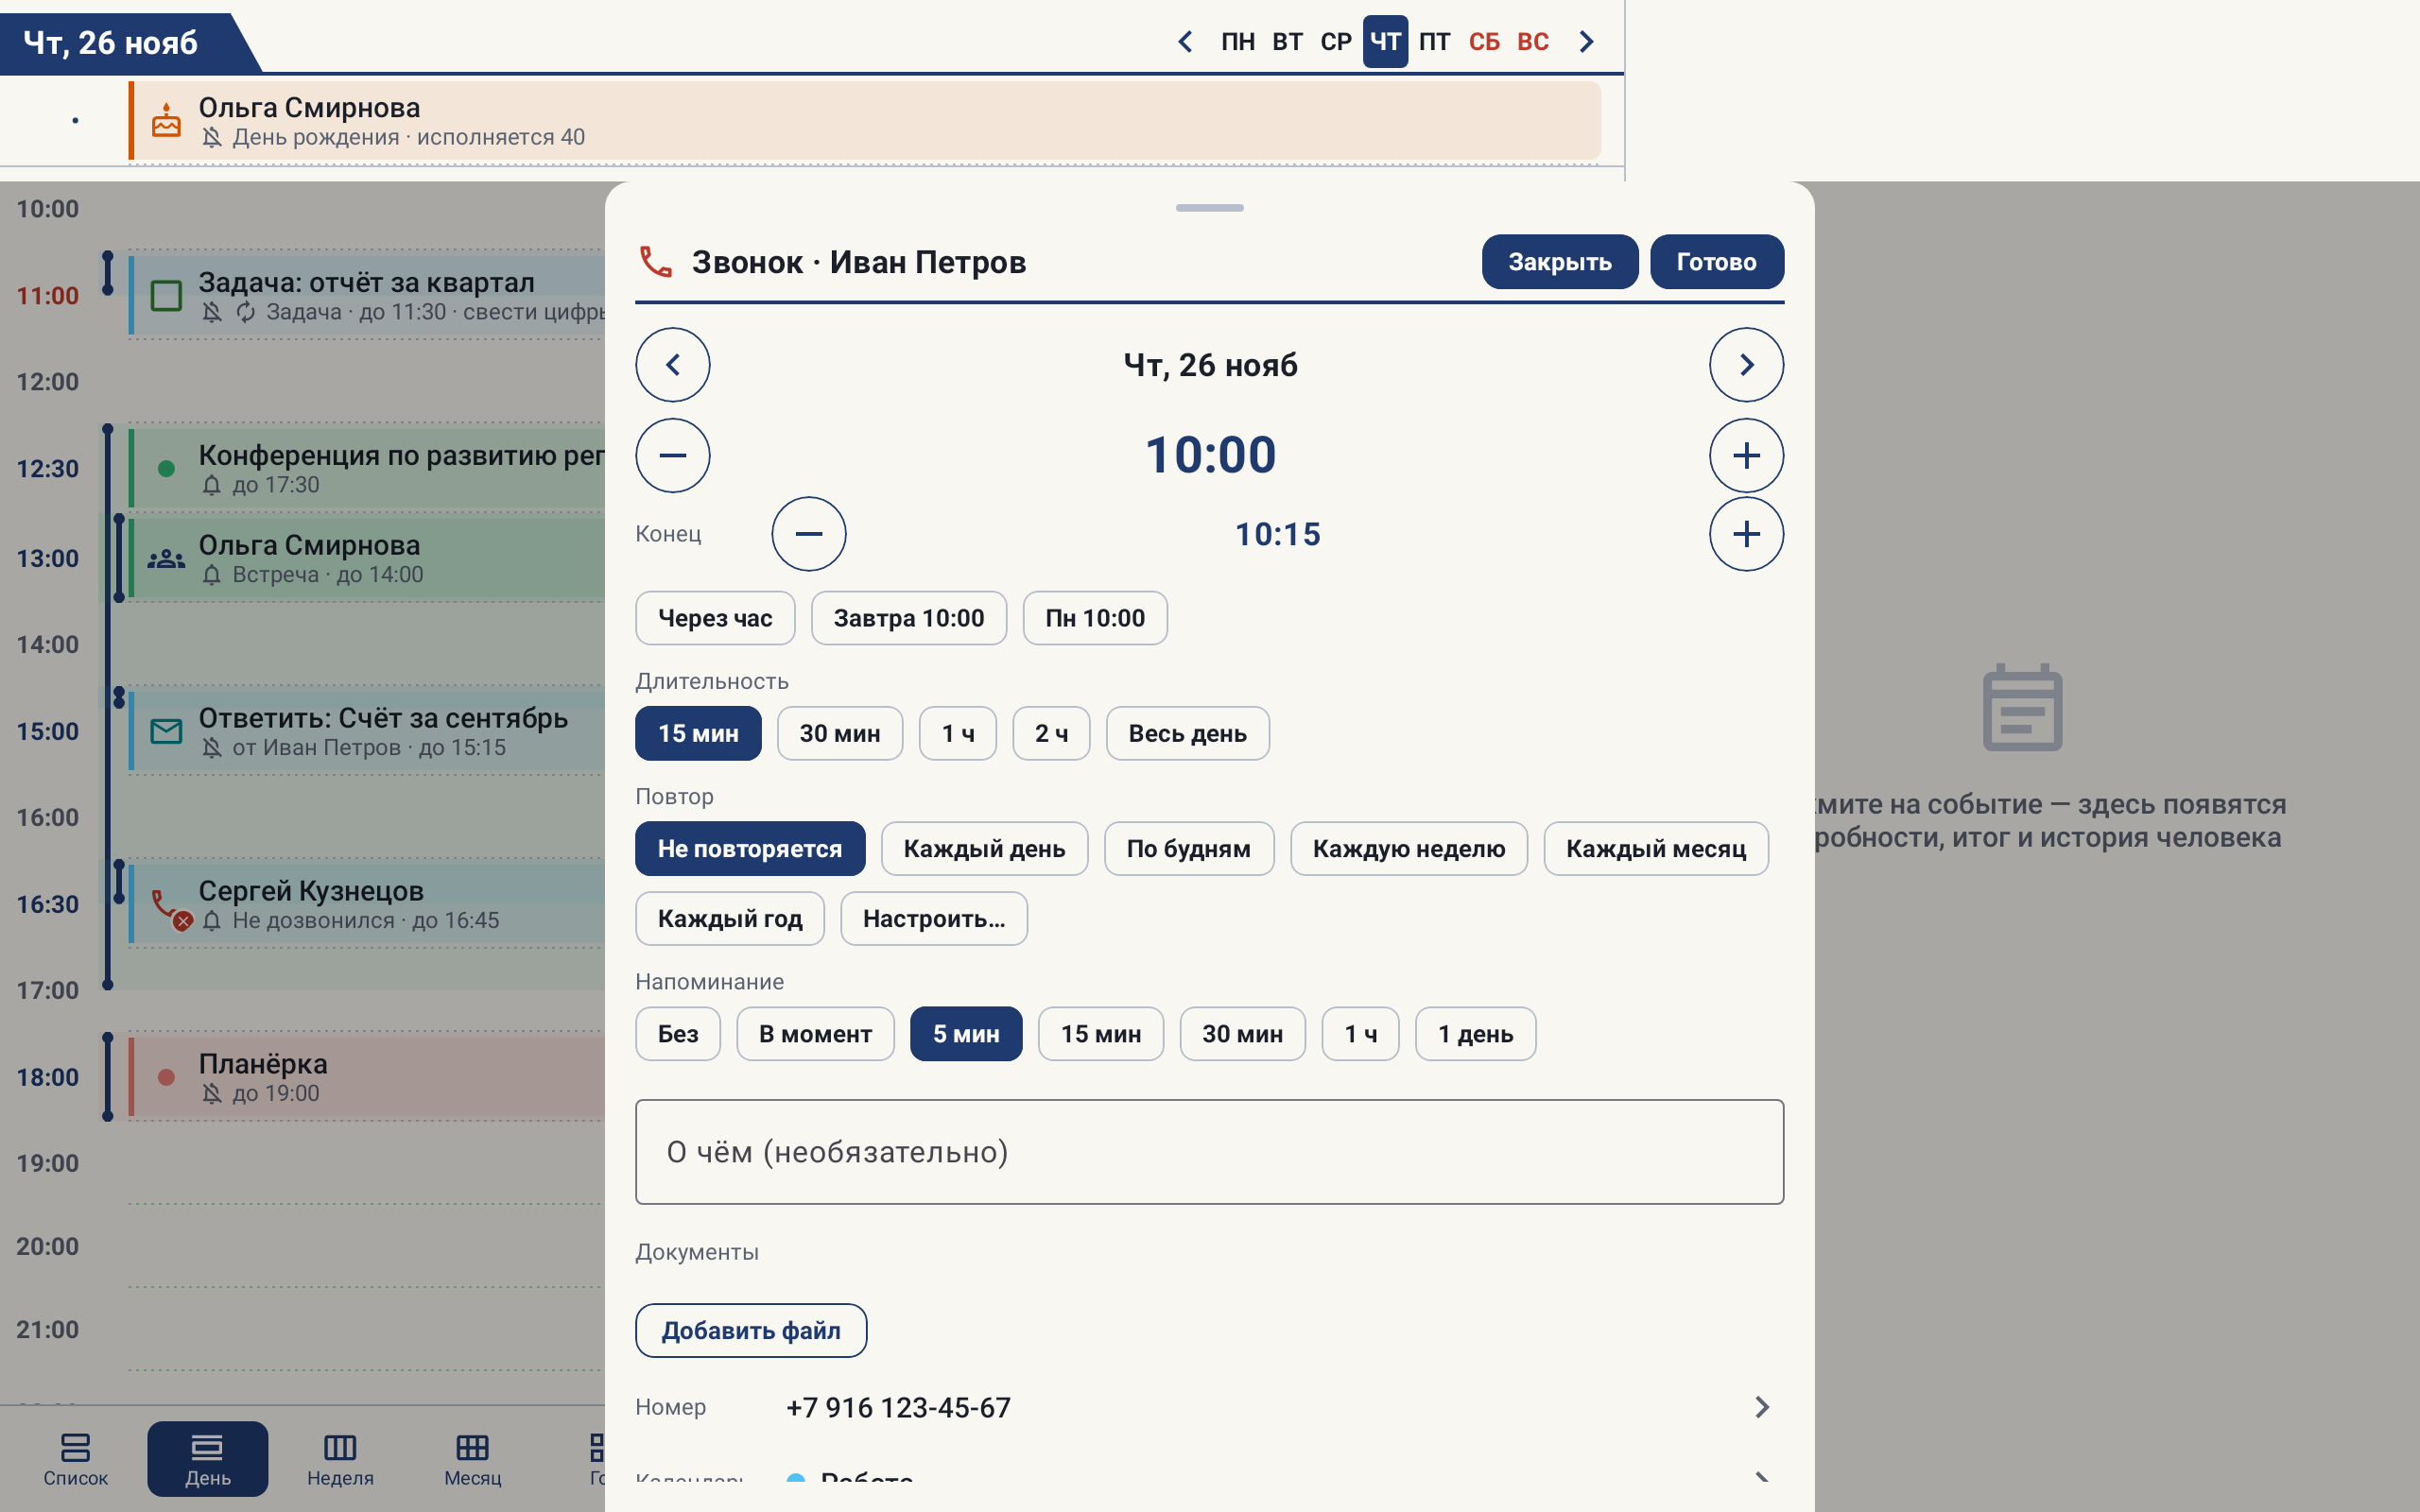 Чт, 26 нояб
ПН ВТ СР ЧТ ПТ СБ ВС
Ольга Смирнова
День рождения · исполняется 40
10:00
11:00
Задача: отчёт за квартал
Задача · до 11:30 · свести цифры
12:00
12:30
Конференция по развитию рег
до 17:30
13:00
Ольга Смирнова
Встреча · до 14:00
14:00
15:00
Ответить: Счёт за сентябрь
от Иван Петров · до 15:15
16:00
16:30
Сергей Кузнецов
Не дозвонился · до 16:45
17:00
18:00
Планёрка
до 19:00
19:00
20:00
21:00
Список День Неделя Месяц Го
Звонок · Иван Петров
Закрыть Готово
Чт, 26 нояб
10:00
Конец 10:15
Через час Завтра 10:00 Пн 10:00
Длительность
15 мин 30 мин 1 ч 2 ч Весь день
Повтор
Не повторяется Каждый день По будням Каждую неделю Каждый месяц
Каждый год Настроить...
Напоминание
Без В момент 5 мин 15 мин 30 мин 1 ч 1 день
О чём (необязательно)
Документы
Добавить файл
Номер +7 916 123-45-67
Календарь Работа
жмите на событие — здесь появятся
робности, итог и история человека